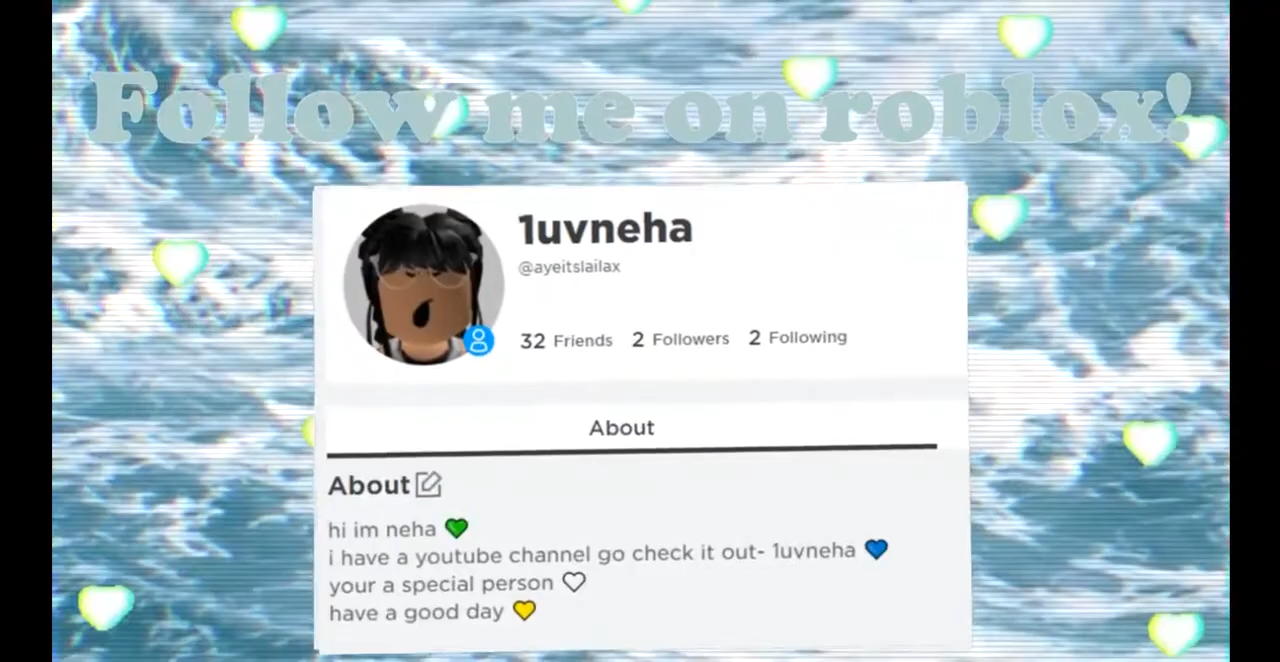 Follow me on roblox!
1uvneha
@ayeitslailax
32 Friends 2 Followers 2 Following
About
About
hi im neha 💚
i have a youtube channel go check it out- 1uvneha 💙
your a special person 🤍
have a good day 💛